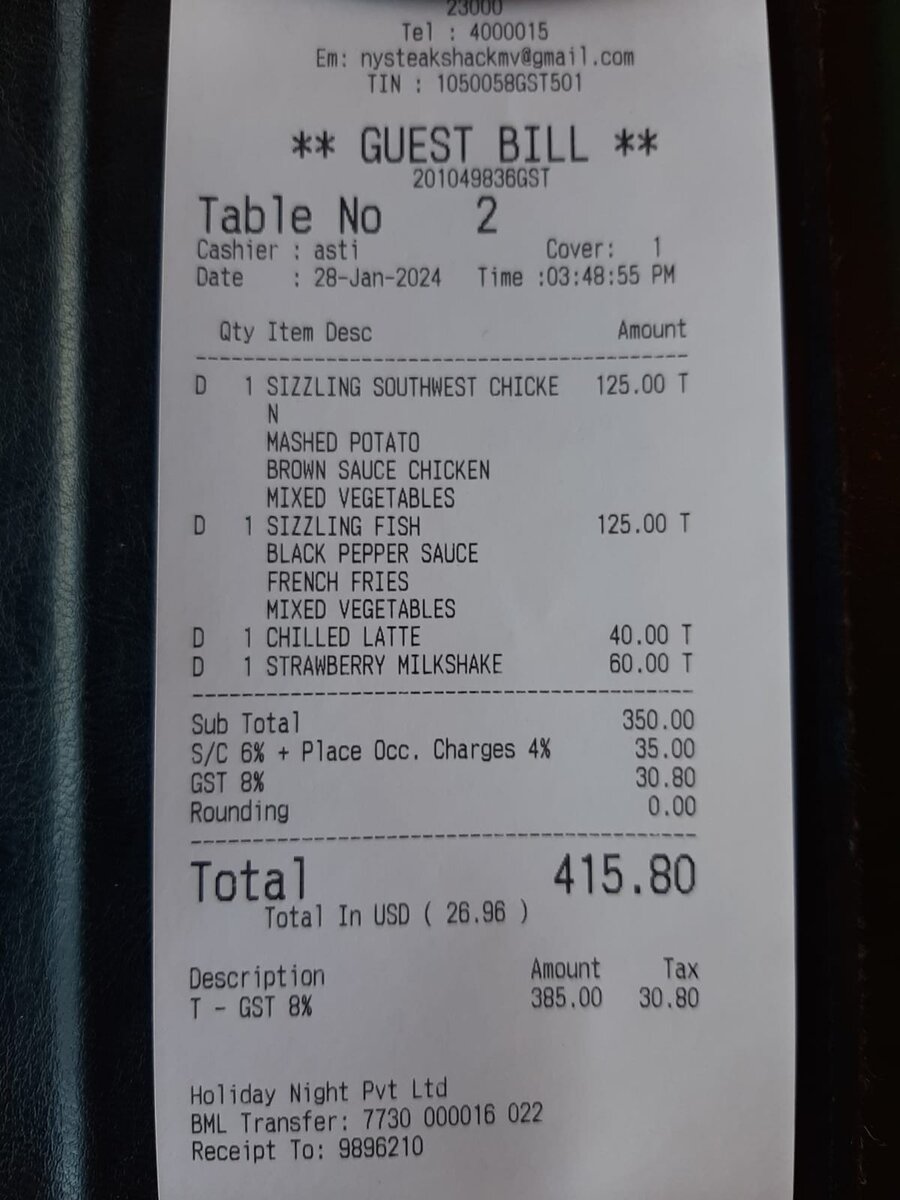 23000
Tel : 4000015
Em: nysteakshackmv@gmail.com
TIN : 1050058GST501
** GUEST BILL **
201049836GST
Table No 2
Cashier : asti Cover: 1
Date : 28-Jan-2024 Time :03:48:55 PM
Qty Item Desc Amount
D 1 SIZZLING SOUTHWEST CHICKE 125.00 T
N
MASHED POTATO
BROWN SAUCE CHICKEN
MIXED VEGETABLES
D 1 SIZZLING FISH 125.00 T
BLACK PEPPER SAUCE
FRENCH FRIES
MIXED VEGETABLES
D 1 CHILLED LATTE 40.00 T
D 1 STRAWBERRY MILKSHAKE 60.00 T
Sub Total 350.00
S/C 6% + Place Occ. Charges 4% 35.00
GST 8% 30.80
Rounding 0.00
Total 415.80
Total In USD ( 26.96 )
Description Amount Tax
T - GST 8% 385.00 30.80
Holiday Night Pvt Ltd
BML Transfer: 7730 000016 022
Receipt To: 9896210